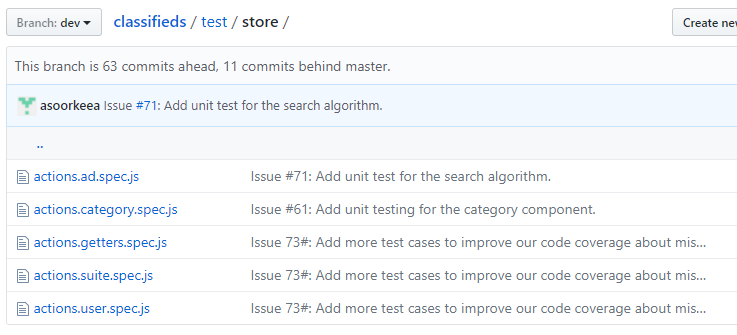 Branch: dev classifieds / test / store / Create new
This branch is 63 commits ahead, 11 commits behind master.
asoorkeea Issue #71: Add unit test for the search algorithm.
..
actions.ad.spec.js Issue #71: Add unit test for the search algorithm.
actions.category.spec.js Issue #61: Add unit testing for the category component.
actions.getters.spec.js Issue 73#: Add more test cases to improve our code coverage about mis...
actions.suite.spec.js Issue 73#: Add more test cases to improve our code coverage about mis...
actions.user.spec.js Issue 73#: Add more test cases to improve our code coverage about mis...